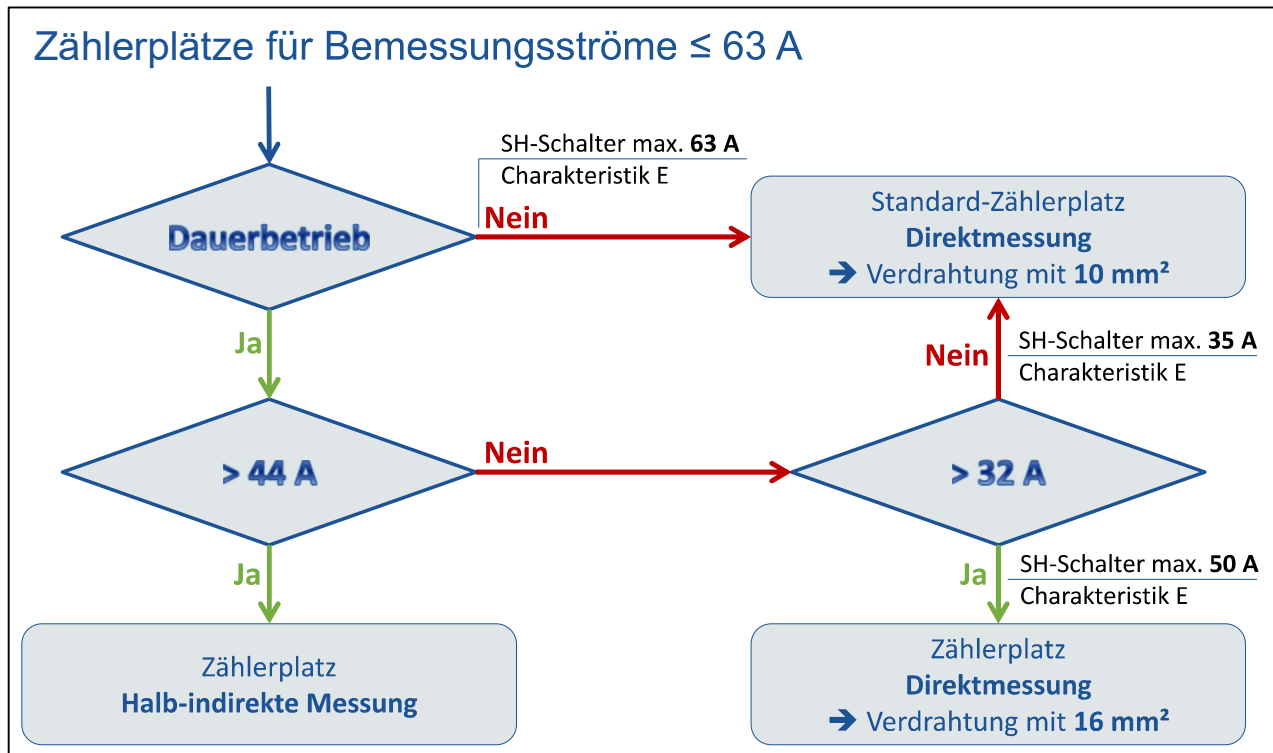 Zählerplätze für Bemessungsströme ≤ 63 A
SH-Schalter max. 63 A
Charakteristik E
Dauerbetrieb
Nein
Standard-Zählerplatz
Direktmessung
➔ Verdrahtung mit 10 mm²
Ja
Nein
SH-Schalter max. 35 A
Charakteristik E
> 44 A
Nein
> 32 A
Ja
Ja
SH-Schalter max. 50 A
Charakteristik E
Zählerplatz
Halb-indirekte Messung
Zählerplatz
Direktmessung
➔ Verdrahtung mit 16 mm²